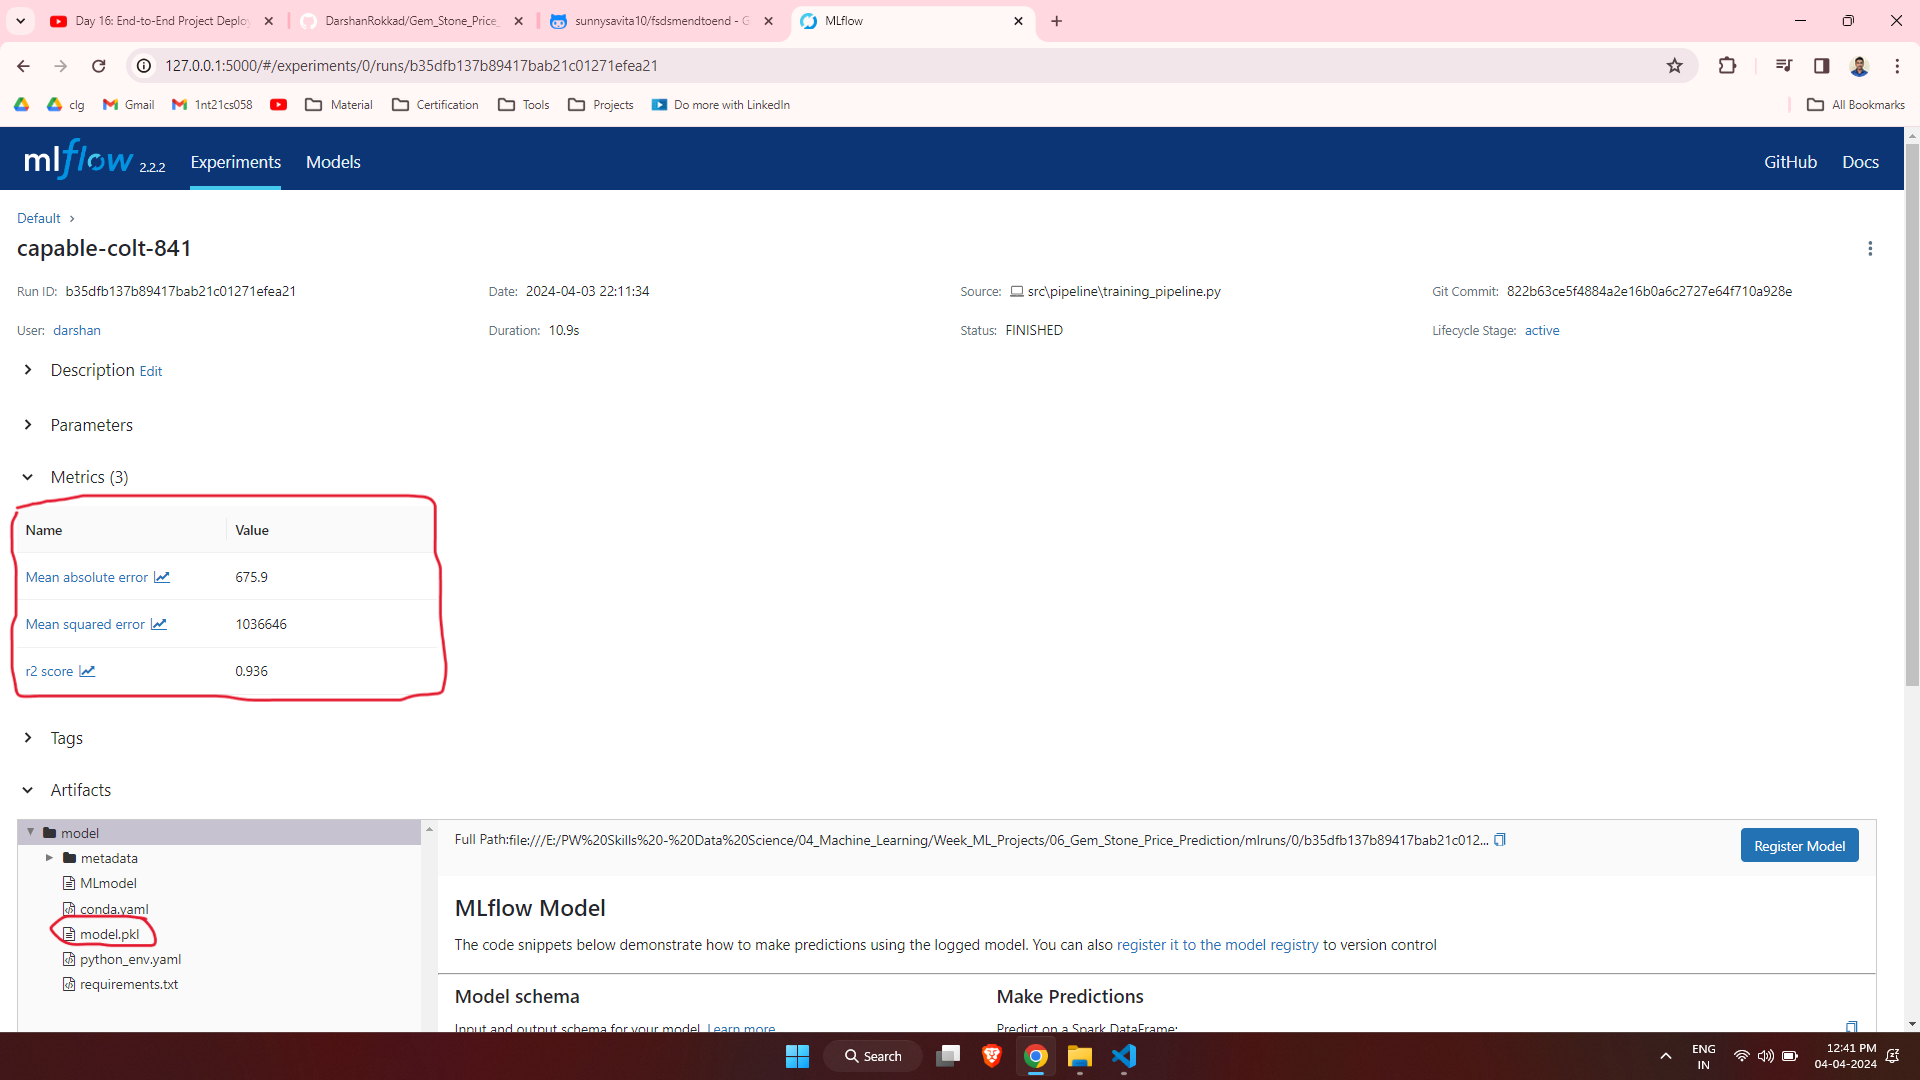 Day 16: End-to-End Project Deploy
DarshanRokkad/Gem_Stone_Price_
sunnysavita10/fsdsmendtoend - G
MLflow
127.0.0.1:5000/#/experiments/0/runs/b35dfb137b89417bab21c01271efea21
clg
Gmail
1nt21cs058
Material
Certification
Tools
Projects
Do more with LinkedIn
All Bookmarks
mlflow 2.2.2
Experiments
Models
GitHub
Docs
Default
capable-colt-841
Run ID: b35dfb137b89417bab21c01271efea21
Date: 2024-04-03 22:11:34
Source: src\pipeline\training_pipeline.py
Git Commit: 822b63ce5f4884a2e16b0a6c2727e64f710a928e
User: darshan
Duration: 10.9s
Status: FINISHED
Lifecycle Stage: active
Description Edit
Parameters
Metrics (3)
Name Value
Mean absolute error 675.9
Mean squared error 1036646
r2 score 0.936
Tags
Artifacts
model
metadata
MLmodel
conda.yaml
model.pkl
python_env.yaml
requirements.txt
Full Path:file:///E:/PW%20Skills%20-%20Data%20Science/04_Machine_Learning/Week_ML_Projects/06_Gem_Stone_Price_Prediction/mlruns/0/b35dfb137b89417bab21c012...
Register Model
MLflow Model
The code snippets below demonstrate how to make predictions using the logged model. You can also register it to the model registry to version control
Model schema
Input and output schema for your model. Learn more
Make Predictions
Predict on a Spark DataFrame:
Search
ENG
IN
12:41 PM
04-04-2024